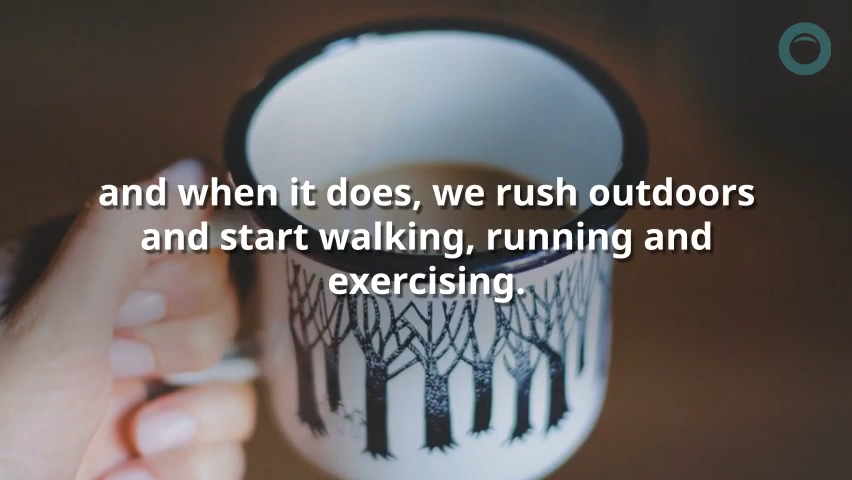 and when it does, we rush outdoors
and start walking, running and
exercising.